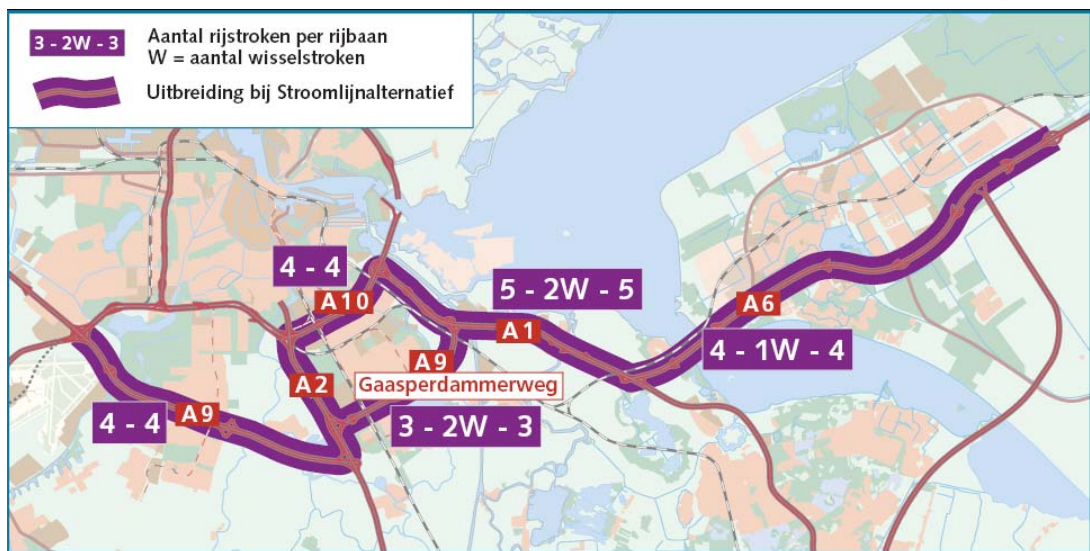 3 - 2W - 3
Aantal rijstroken per rijbaan
W = aantal wisselstroken
Uitbreiding bij Stroomlijnalternatief
4 - 4
A10
5 - 2W - 5
A1
A6
4 - 1W - 4
A9
A2
Gaasperdammerweg
4 - 4
A9
3 - 2W - 3